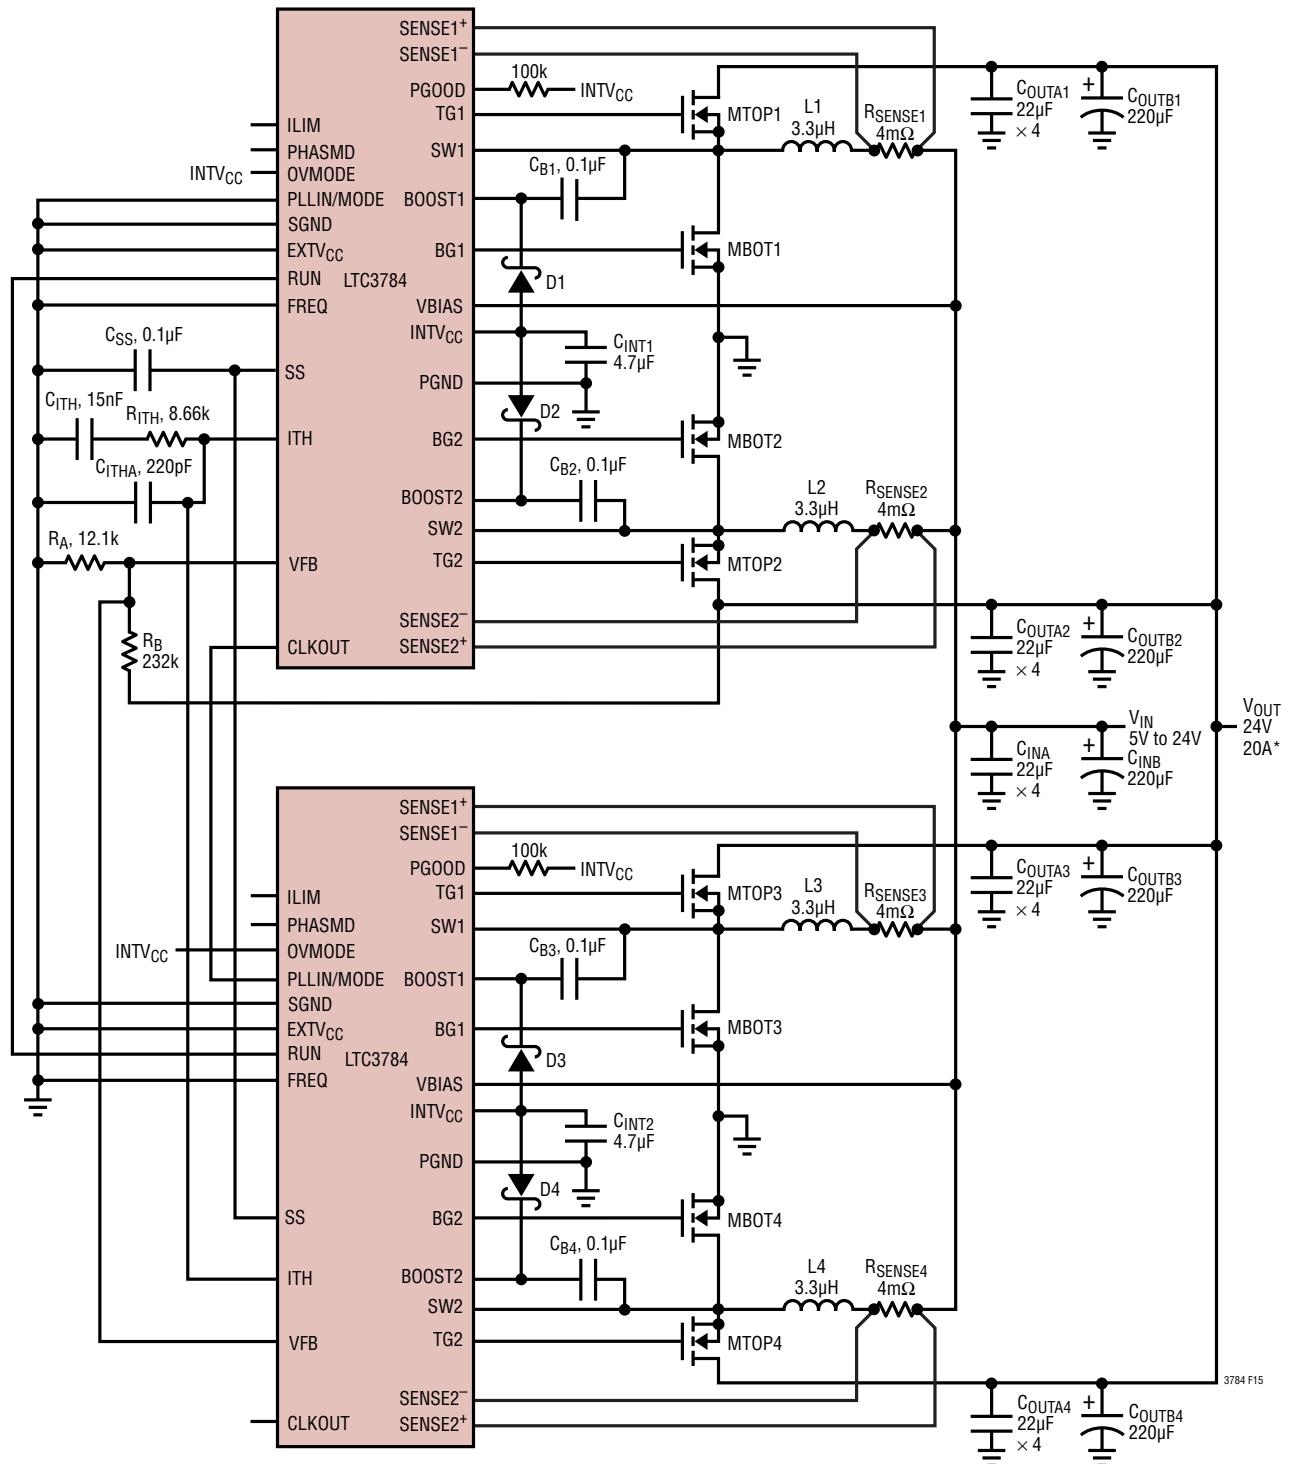 SENSE1+
SENSE1–
PGOOD
100k
INTVCC
TG1
MTOP1
L1
3.3µH
RSENSE1
4mΩ
COUTA1
22µF
× 4
+
COUTB1
220µF
ILIM
PHASMD
INTVCC
OVMODE
PLLIN/MODE
SGND
EXTVCC
RUN
LTC3784
FREQ
SW1
CB1, 0.1µF
BOOST1
BG1
MBOT1
D1
VBIAS
INTVCC
CINT1
4.7µF
PGND
CSS, 0.1µF
SS
CITH, 15nF
RITH, 8.66k
ITH
CITHA, 220pF
D2
BG2
MBOT2
CB2, 0.1µF
BOOST2
SW2
L2
3.3µH
RSENSE2
4mΩ
RA, 12.1k
VFB
TG2
MTOP2
RB
232k
CLKOUT
SENSE2–
SENSE2+
COUTA2
22µF
× 4
+
COUTB2
220µF
VIN
5V to 24V
CINA
22µF
× 4
+
CINB
220µF
VOUT
24V
20A*
SENSE1+
SENSE1–
PGOOD
100k
INTVCC
TG1
MTOP3
L3
3.3µH
RSENSE3
4mΩ
COUTA3
22µF
× 4
+
COUTB3
220µF
ILIM
PHASMD
INTVCC
OVMODE
PLLIN/MODE
SGND
EXTVCC
RUN
LTC3784
FREQ
SW1
CB3, 0.1µF
BOOST1
BG1
MBOT3
D3
VBIAS
INTVCC
CINT2
4.7µF
PGND
D4
SS
BG2
MBOT4
CB4, 0.1µF
ITH
BOOST2
SW2
L4
3.3µH
RSENSE4
4mΩ
VFB
TG2
MTOP4
SENSE2–
SENSE2+
CLKOUT
3784 F15
COUTA4
22µF
× 4
+
COUTB4
220µF